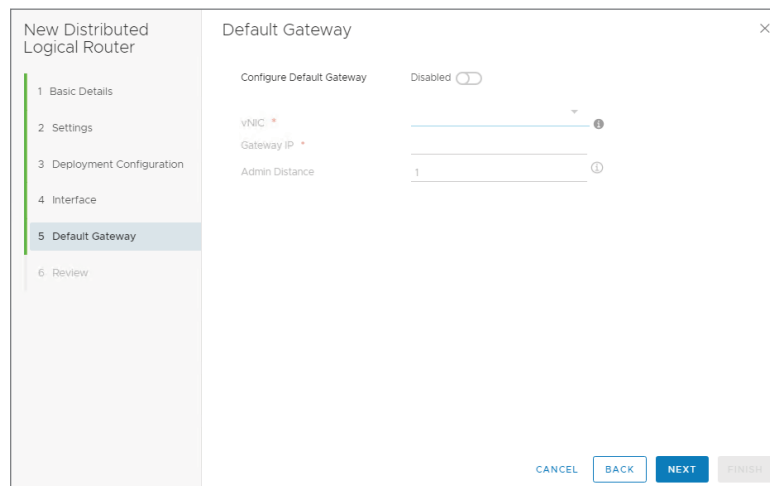 New Distributed
Logical Router
1 Basic Details
2 Settings
3 Deployment Configuration
4 Interface
5 Default Gateway
6 Review
Default Gateway
Configure Default Gateway Disabled
vNIC *
Gateway IP *
Admin Distance 1
CANCEL BACK NEXT FINISH